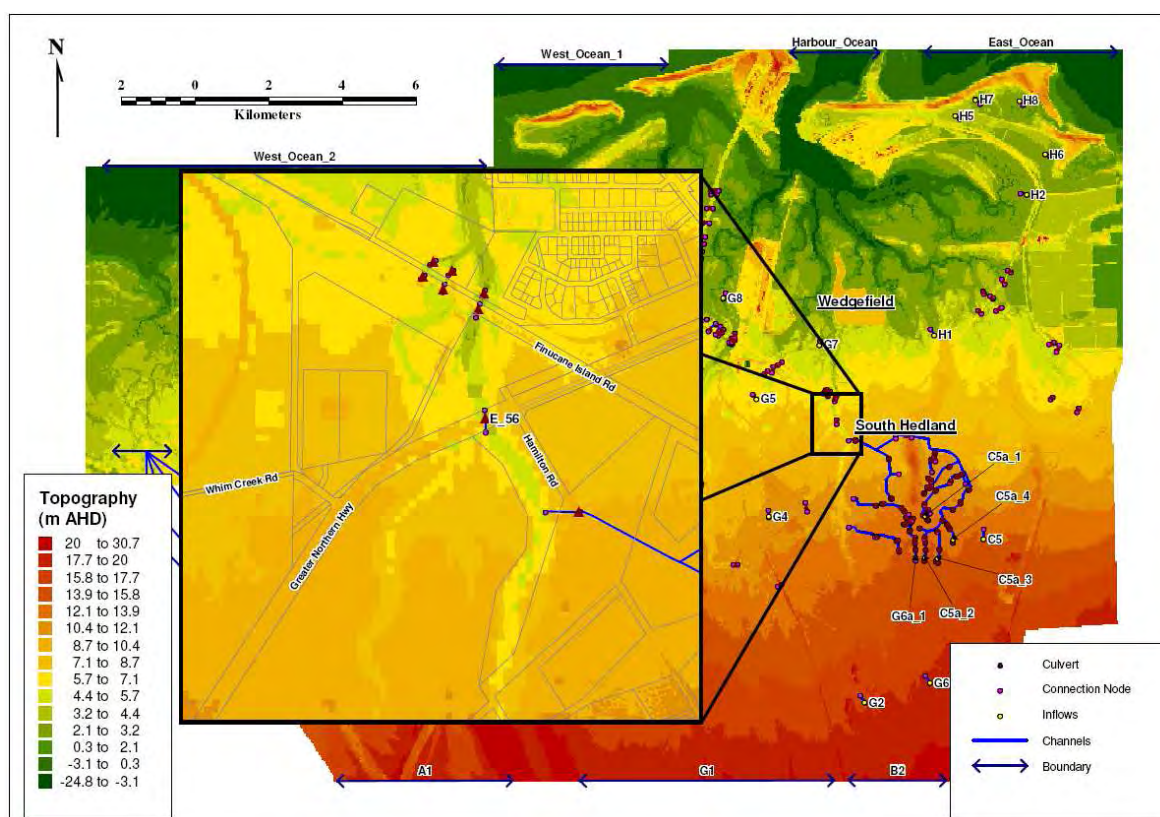 West_Ocean_1
Harbour_Ocean
East_Ocean
N
2 0 2 4 6
Kilometers
H7
H8
H5
H6
West_Ocean_2
H2
G8
Wedgefield
H1
G7
Finucane Island Rd
G5
E_56
South Hedland
Hamilton Rd
C5a_1
Whim Creek Rd
C5a_4
Greater Northern Hwy
G4
C5
C5a_3
G6a_1
C5a_2
G6
G2
A1
G1
B2
Topography
(m AHD)
20 to 30.7
17.7 to 20
15.8 to 17.7
13.9 to 15.8
12.1 to 13.9
10.4 to 12.1
8.7 to 10.4
7.1 to 8.7
5.7 to 7.1
4.4 to 5.7
3.2 to 4.4
2.1 to 3.2
0.3 to 2.1
-3.1 to 0.3
-24.8 to -3.1
Culvert
Connection Node
Inflows
Channels
Boundary